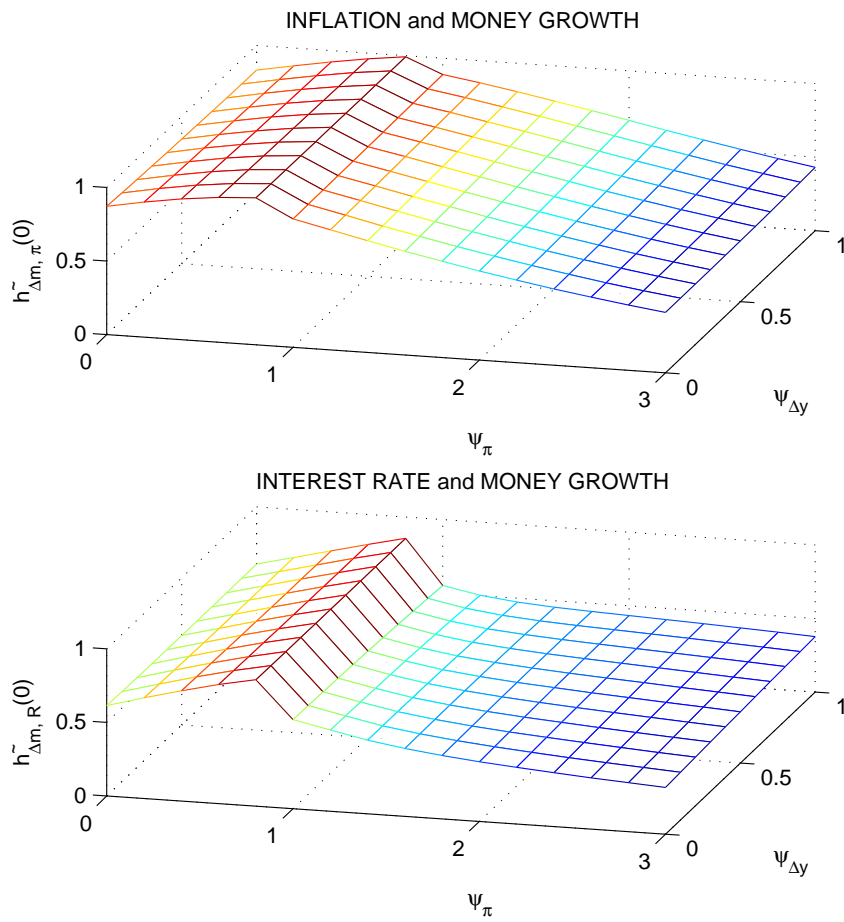 INFLATION and MONEY GROWTH
1
0.5
0
h̃Δm, π(0)
0
1
2
3
ψπ
0
0.5
1
ψΔy
INTEREST RATE and MONEY GROWTH
1
0.5
0
h̃Δm, R(0)
0
1
2
3
ψπ
0
0.5
1
ψΔy